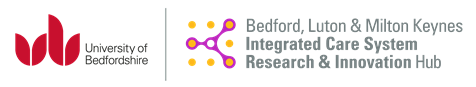 University of
Bedfordshire
Bedford, Luton & Milton Keynes
Integrated Care System
Research & Innovation Hub